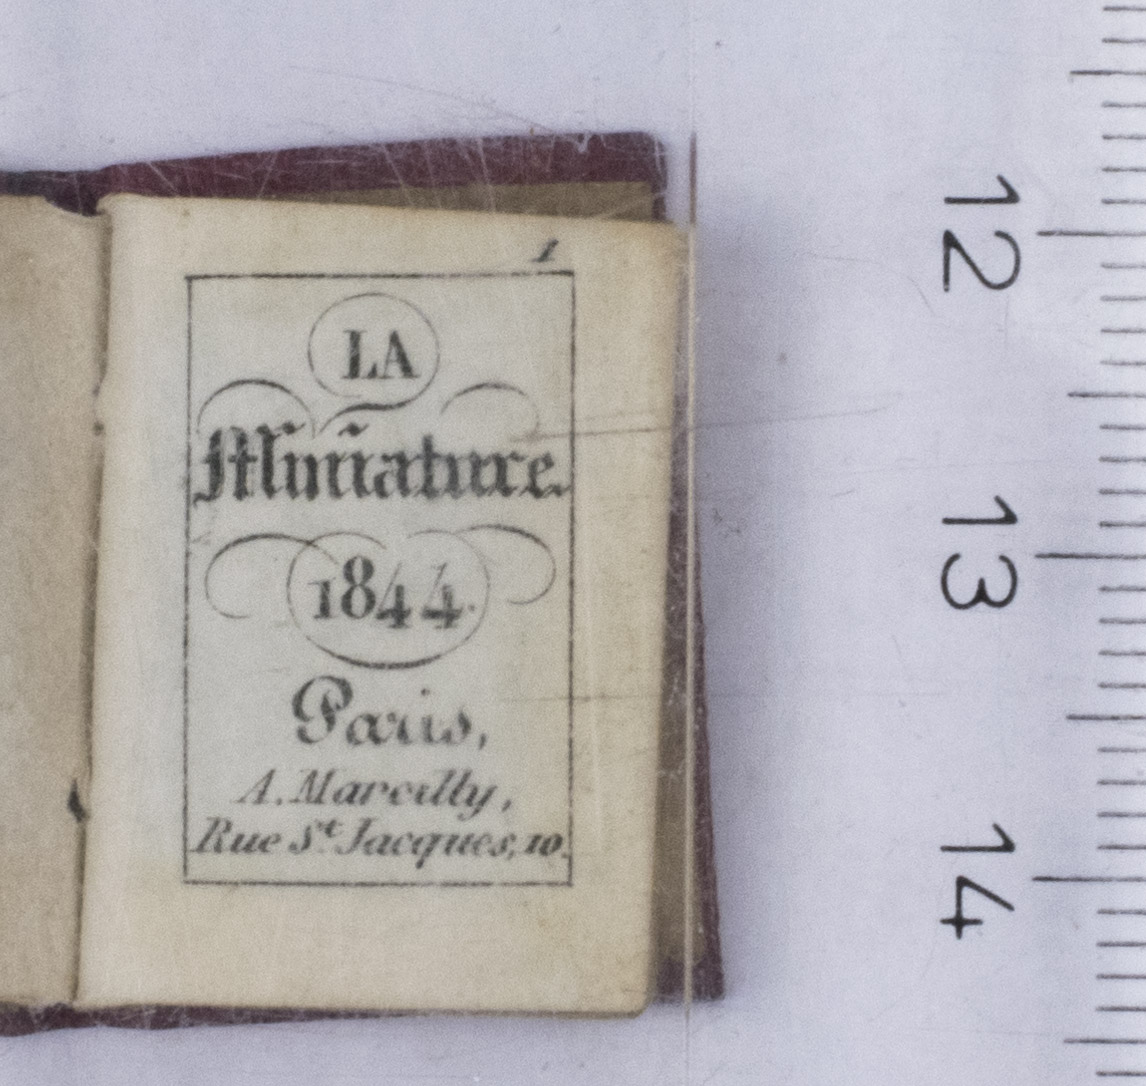 1
LA
Miniature.
1844.
Paris,
A. Marcilly,
Rue St. Jacques, 10.
12
13
14